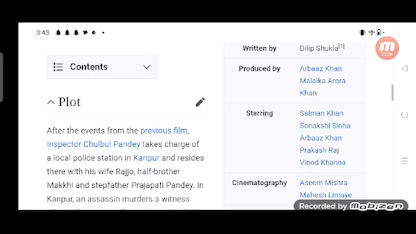 3:43
Contents
Plot
After the events from the previous film,
Inspector Chulbul Pandey takes charge of
a local police station in Kanpur and resides
there with his wife Rajjo, half-brother
Makkhi and stepfather Prajapati Pandey. In
Kanpur, an assassin murders a witness
Written by Dilip Shukla[1]
Produced by Arbaaz Khan
Malaika Arora
Khan
Starring Salman Khan
Sonakshi Sinha
Arbaaz Khan
Prakash Raj
Vinod Khanna
Cinematography Aseem Mishra
Mahesh Limaye
Recorded by Mobizen